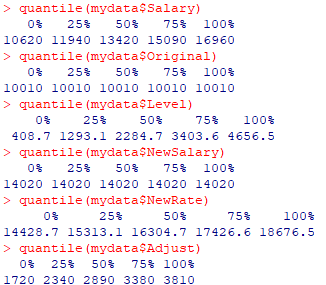 > quantile(mydata$Salary)
0% 25% 50% 75% 100%
10620 11940 13420 15090 16960
> quantile(mydata$Original)
0% 25% 50% 75% 100%
10010 10010 10010 10010 10010
> quantile(mydata$Level)
0% 25% 50% 75% 100%
408.7 1293.1 2284.7 3403.6 4656.5
> quantile(mydata$NewSalary)
0% 25% 50% 75% 100%
14020 14020 14020 14020 14020
> quantile(mydata$NewRate)
0% 25% 50% 75% 100%
14428.7 15313.1 16304.7 17426.6 18676.5
> quantile(mydata$Adjust)
0% 25% 50% 75% 100%
1720 2340 2890 3380 3810